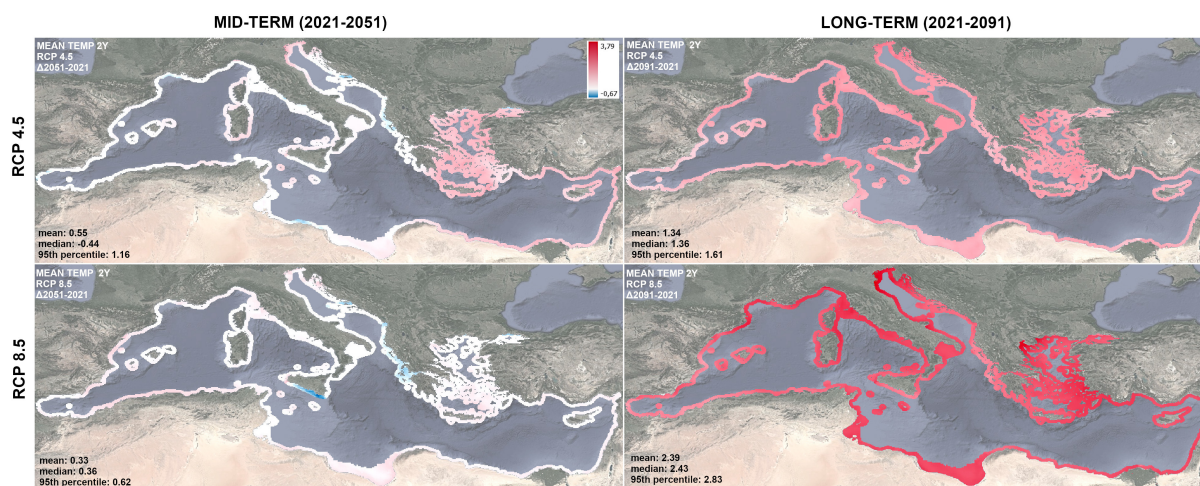 MID-TERM (2021-2051)
LONG-TERM (2021-2091)
RCP 4.5
MEAN TEMP 2Y
RCP 4.5
Δ2051-2021
3,79
-0,67
mean: 0.55
median: -0.44
95th percentile: 1.16
MEAN TEMP 2Y
RCP 4.5
Δ2091-2021
mean: 1.34
median: 1.36
95th percentile: 1.61
RCP 8.5
MEAN TEMP 2Y
RCP 8.5
Δ2051-2021
mean: 0.33
median: 0.36
95th percentile: 0.62
MEAN TEMP 2Y
RCP 8.5
Δ2091-2021
mean: 2.39
median: 2.43
95th percentile: 2.83